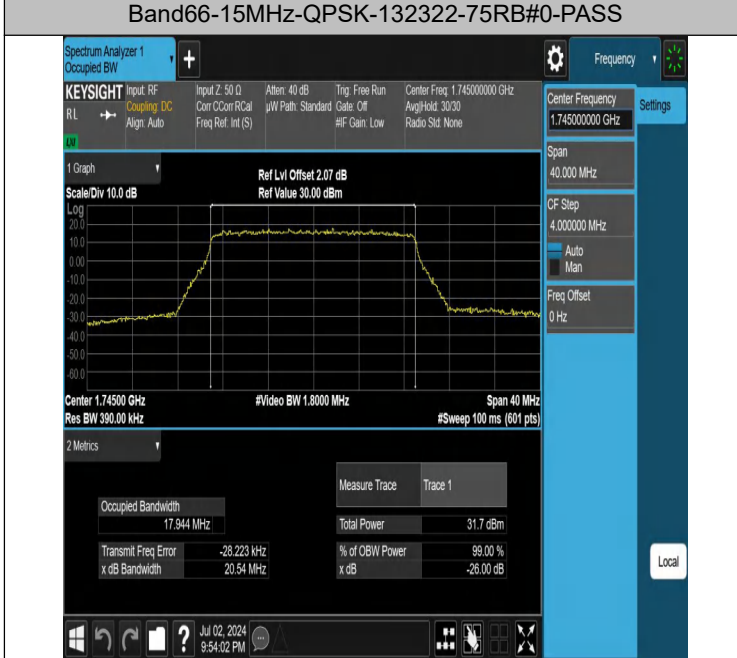 Band66-15MHz-QPSK-132322-75RB#0-PASS
Spectrum Analyzer 1
Occupied BW
+
Frequency
KEYSIGHT
RL
LXI
Input: RF
Coupling: DC
Align: Auto
Input Z: 50 Ω
Corr CCorr RCal
Freq Ref: Int (S)
Atten: 40 dB
µW Path: Standard
Trig: Free Run
Gate: Off
#IF Gain: Low
Center Freq: 1.745000000 GHz
Avg|Hold: 30/30
Radio Std: None
Center Frequency
1.745000000 GHz
Settings
Span
40.000 MHz
CF Step
4.000000 MHz
Auto
Man
Freq Offset
0 Hz
1 Graph
Scale/Div 10.0 dB
Ref Lvl Offset 2.07 dB
Ref Value 30.00 dBm
Log
20.0
10.0
0.00
-10.0
-20.0
-30.0
-40.0
-50.0
-60.0
Center 1.74500 GHz
#Video BW 1.8000 MHz
Span 40 MHz
Res BW 390.00 kHz
#Sweep 100 ms (601 pts)
2 Metrics
Measure Trace Trace 1
Occupied Bandwidth
17.944 MHz
Total Power 31.7 dBm
Transmit Freq Error -28.223 kHz
% of OBW Power 99.00 %
x dB Bandwidth 20.54 MHz
x dB -26.00 dB
Local
?
Jul 02, 2024
9:54:02 PM